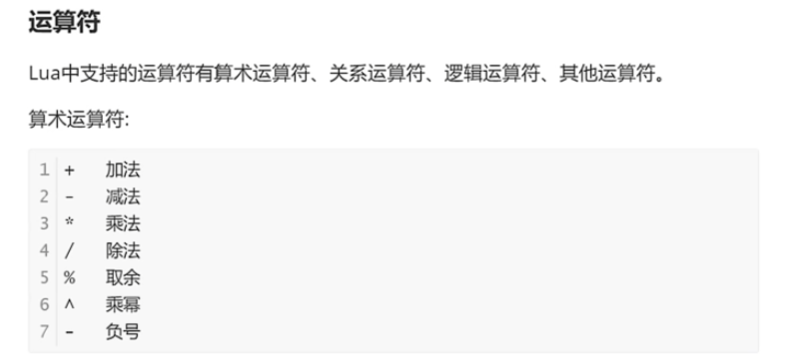 运算符
Lua中支持的运算符有算术运算符、关系运算符、逻辑运算符、其他运算符。
算术运算符:
1 + 加法
2 - 减法
3 * 乘法
4 / 除法
5 % 取余
6 ^ 乘幂
7 - 负号